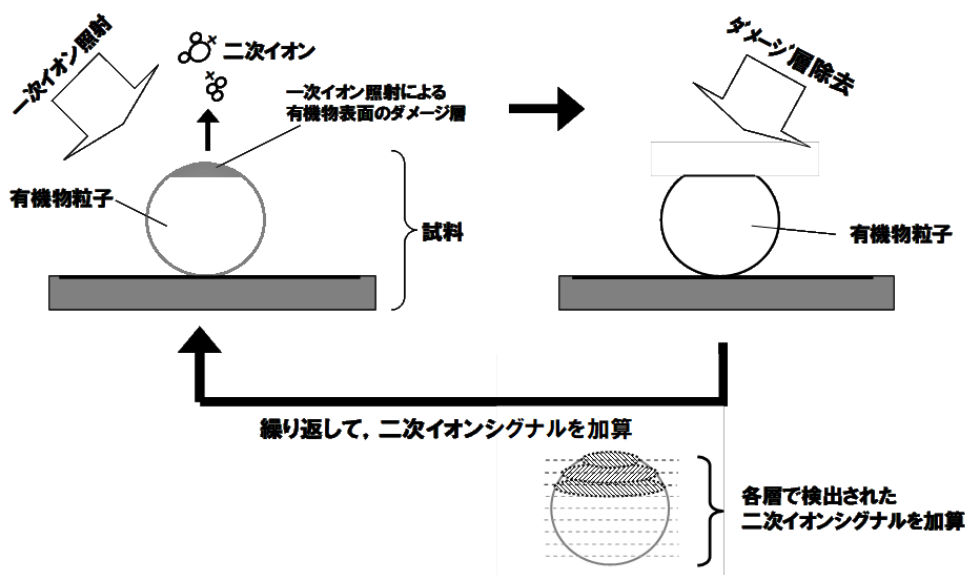 一次イオン照射
二次イオン
一次イオン照射による
有機物表面のダメージ層
有機物粒子
試料
ダメージ層除去
有機物粒子
繰り返して，二次イオンシグナルを加算
各層で検出された
二次イオンシグナルを加算